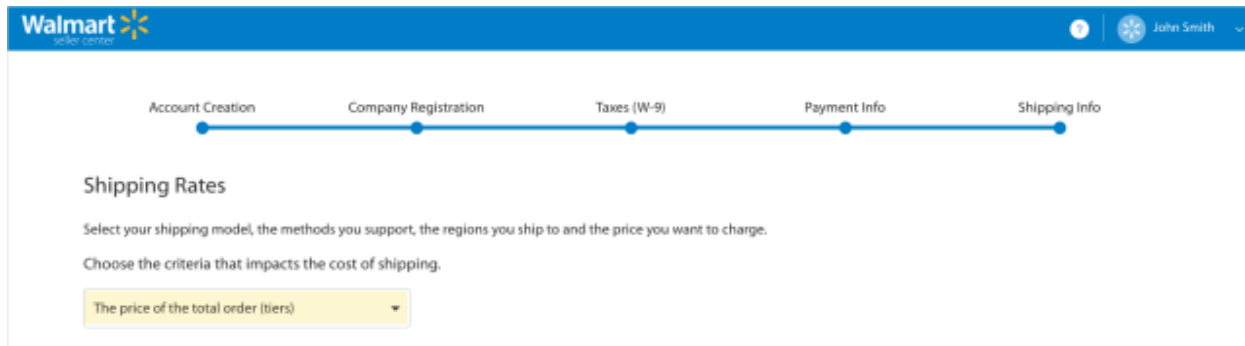 Walmart
seller center
? John Smith
Account Creation Company Registration Taxes (W-9) Payment Info Shipping Info
Shipping Rates
Select your shipping model, the methods you support, the regions you ship to and the price you want to charge.
Choose the criteria that impacts the cost of shipping.
The price of the total order (tiers)